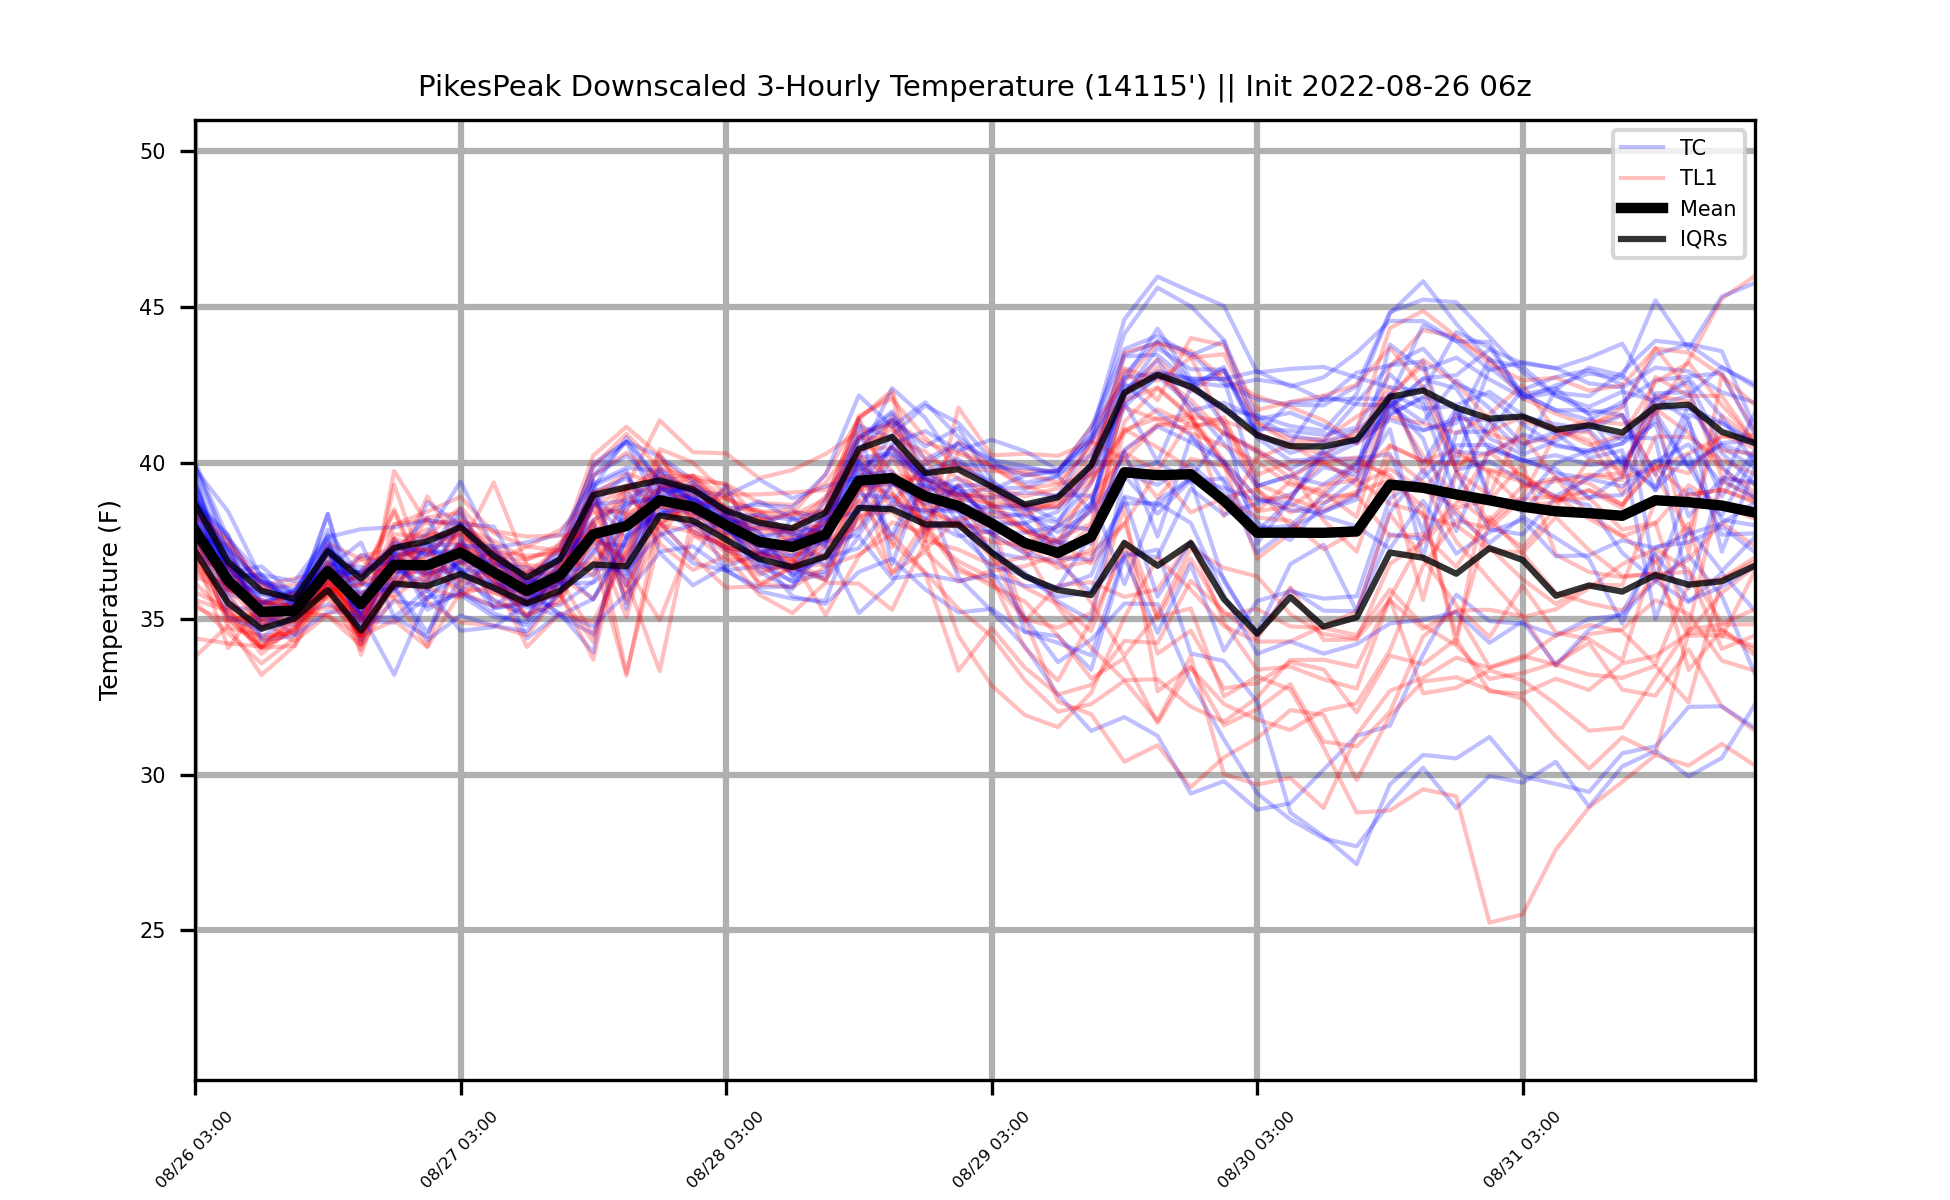 PikesPeak Downscaled 3-Hourly Temperature (14115') || Init 2022-08-26 06z
TC
TL1
Mean
IQRs
Temperature (F)
50
45
40
35
30
25
08/26 03:00
08/27 03:00
08/28 03:00
08/29 03:00
08/30 03:00
08/31 03:00